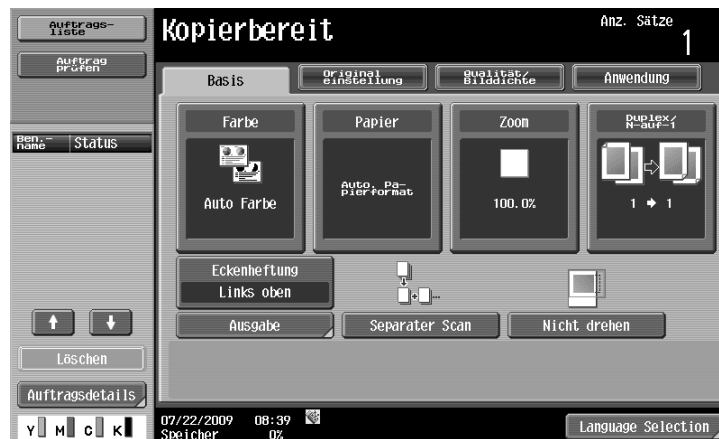 Auftrags-
liste
Auftrag
prüfen
Ben.-
name
Status
Löschen
Auftragsdetails
Y M C K
Kopierbereit
Anz. Sätze
1
Basis
Original
einstellung
Qualität/
Bilddichte
Anwendung
Farbe
Auto Farbe
Papier
Auto. Pa-
pierformat
Zoom
100.0%
Duplex/
N-auf-1
1 → 1
Eckenheftung
Links oben
Ausgabe
Separater Scan
Nicht drehen
07/22/2009 08:39
Speicher 0%
Language Selection